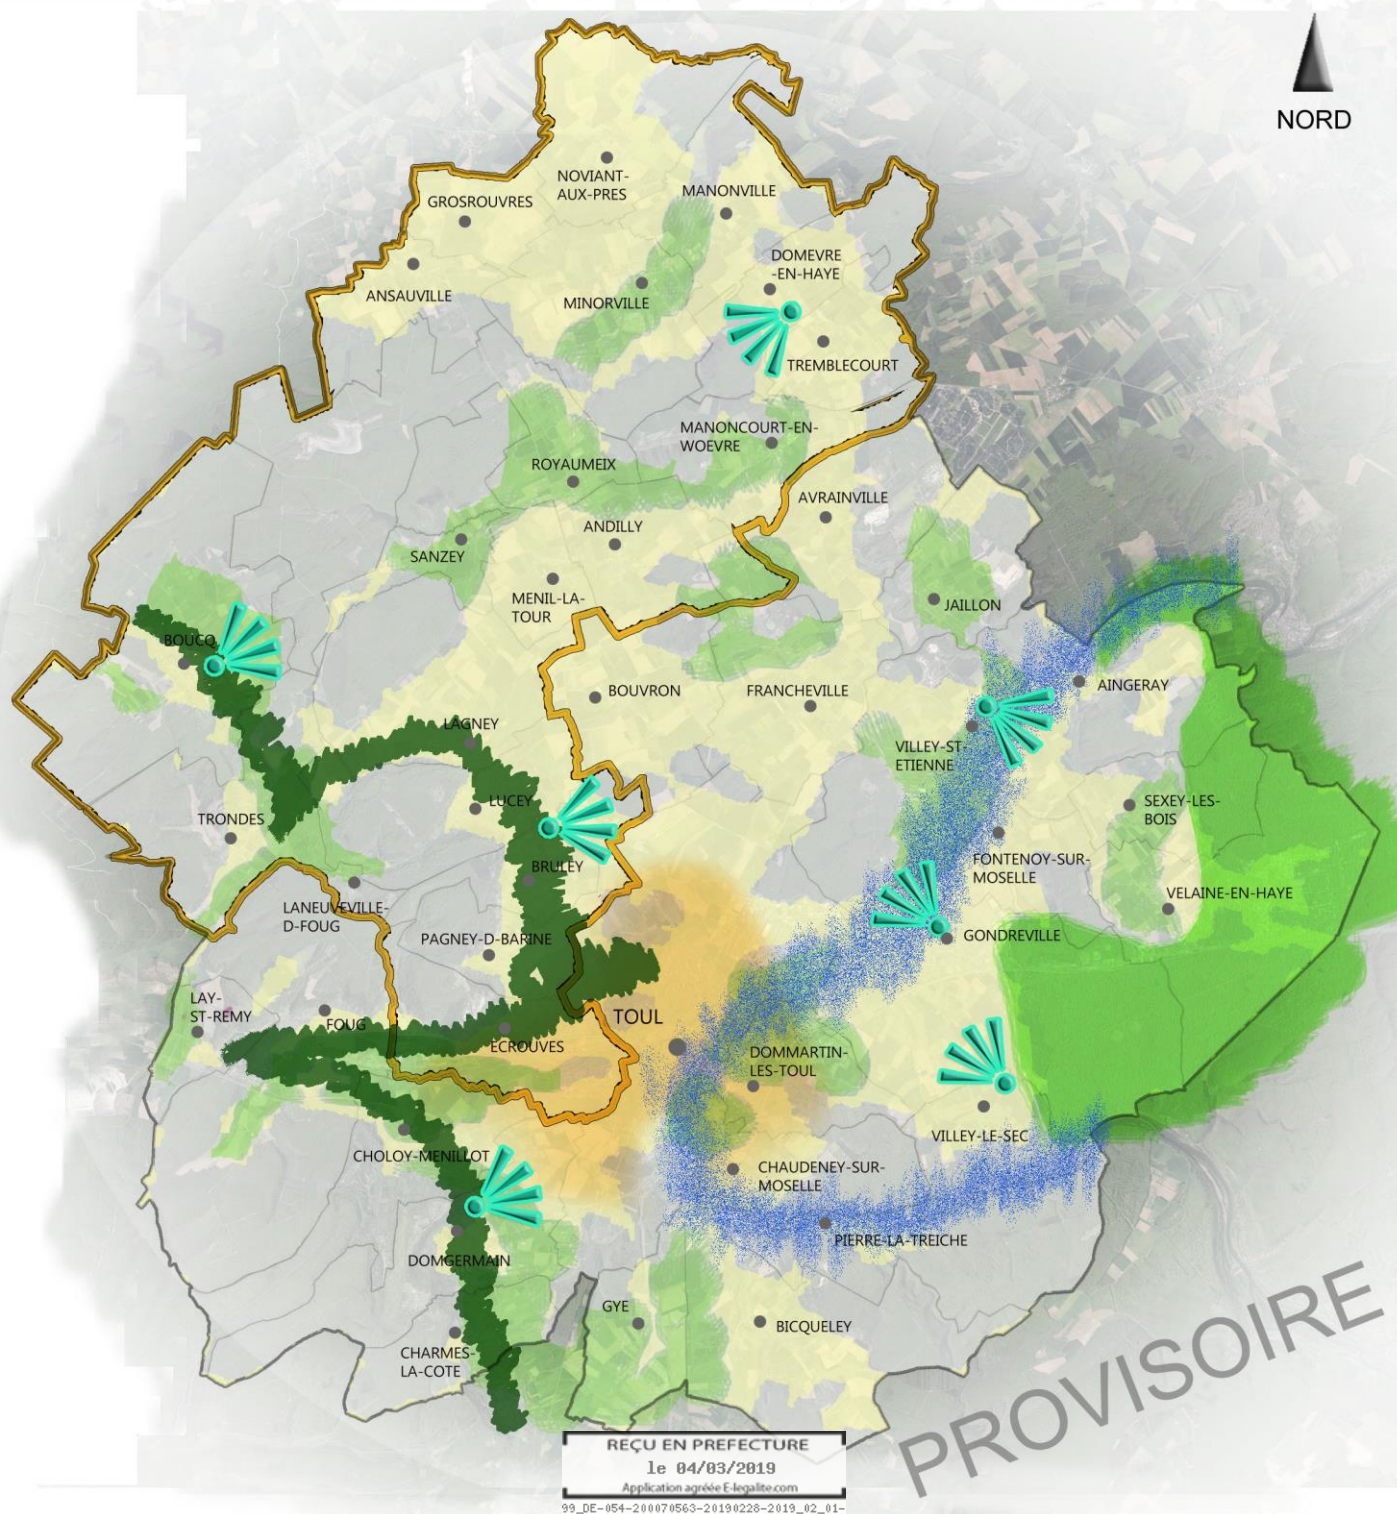 NORD
NOVIANT-
AUX-PRES
MANONVILLE
GROSROUVRES
DOMEVRE
-EN-HAYE
ANSAUVILLE
MINORVILLE
TREMBLECOURT
MANONCOURT-EN-
WOEVRE
ROYAUMEIX
AVRAINVILLE
ANDILLY
SANZEY
MENIL-LA-
TOUR
JAILLON
BOUCQ
BOUVRON
FRANCHEVILLE
AINGERAY
LAGNEY
VILLEY-ST-
ETIENNE
LUCEY
SEXEY-LES-
BOIS
TRONDES
BRULEY
FONTENOY-SUR-
MOSELLE
VELAINE-EN-HAYE
LANEUVEVILLE-
D-FOUG
PAGNEY-D-BARINE
GONDREVILLE
LAY-
ST-REMY
FOUG
TOUL
ECROUVES
DOMMARTIN-
LES-TOUL
VILLEY-LE-SEC
CHOLOY-MENILLOT
CHAUDENEY-SUR-
MOSELLE
PIERRE-LA-TREICHE
DOMGERMAIN
GYE
BICQUELEY
CHARMES-
LA-COTE
PROVISOIRE
REÇU EN PREFECTURE
le 04/03/2019
Application agréée E-legalite.com
99_DE-054-200070563-20190228-2019_02_01-